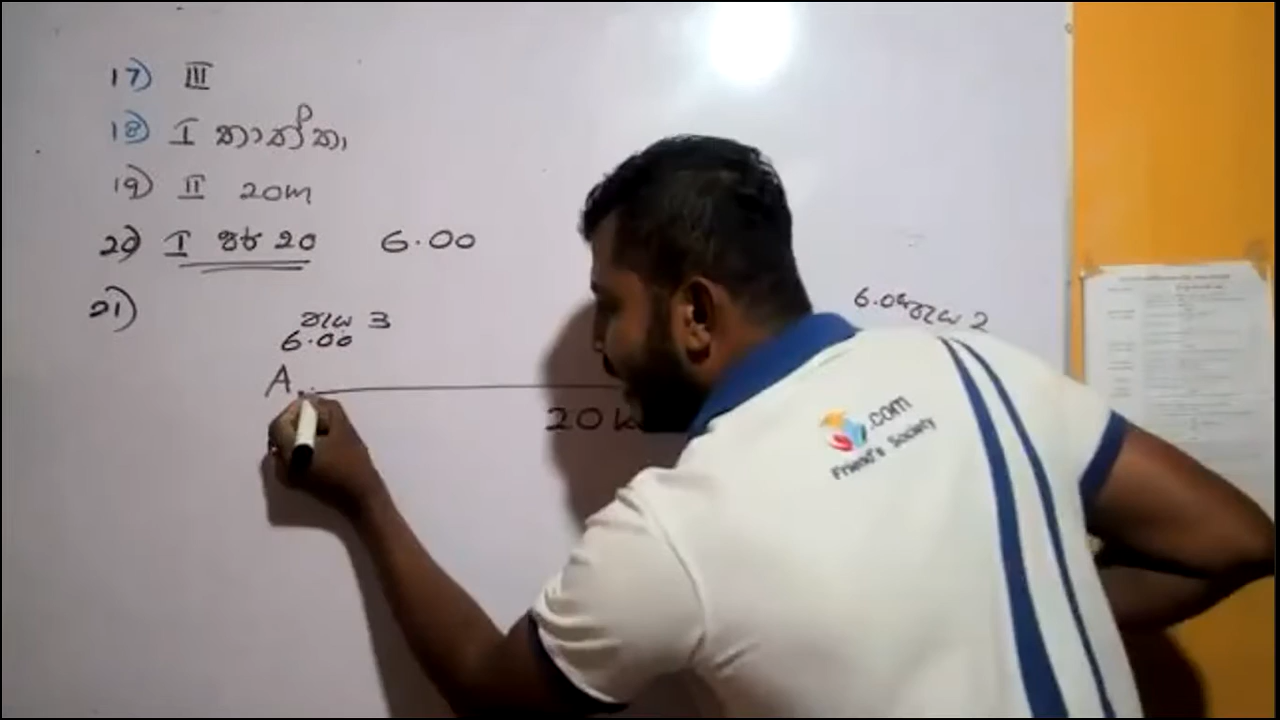 17) III
18) I තාත්තා
19) II 20m
20) I පැය 20 6.00
21)
පැය 3
6.00
6.00 පැය 2
A
20 k
.com
Friend's Society